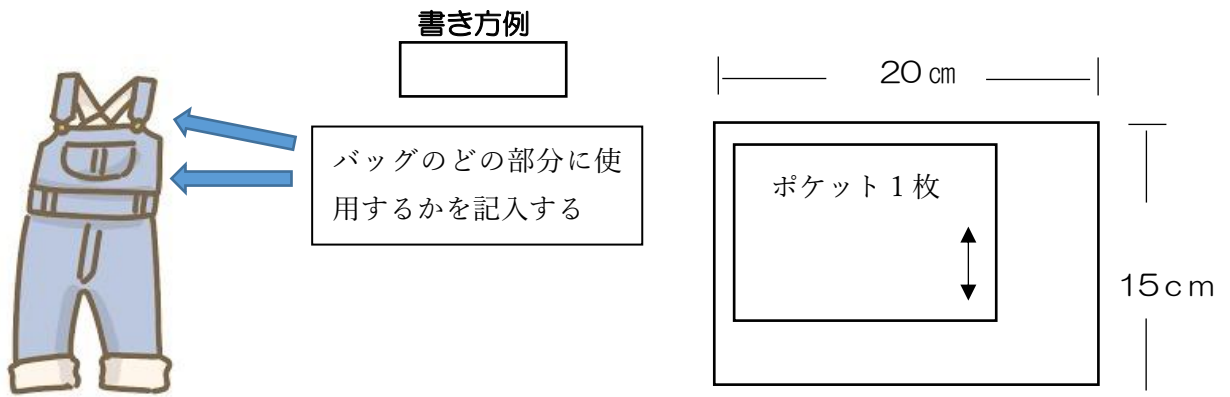 書き方例
バッグのどの部分に使
用するかを記入する
20㎝
ポケット1枚
15cm